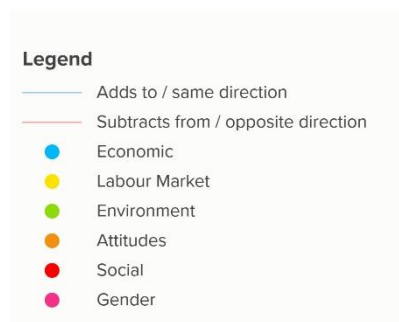 Legend
Adds to / same direction
Subtracts from / opposite direction
Economic
Labour Market
Environment
Attitudes
Social
Gender